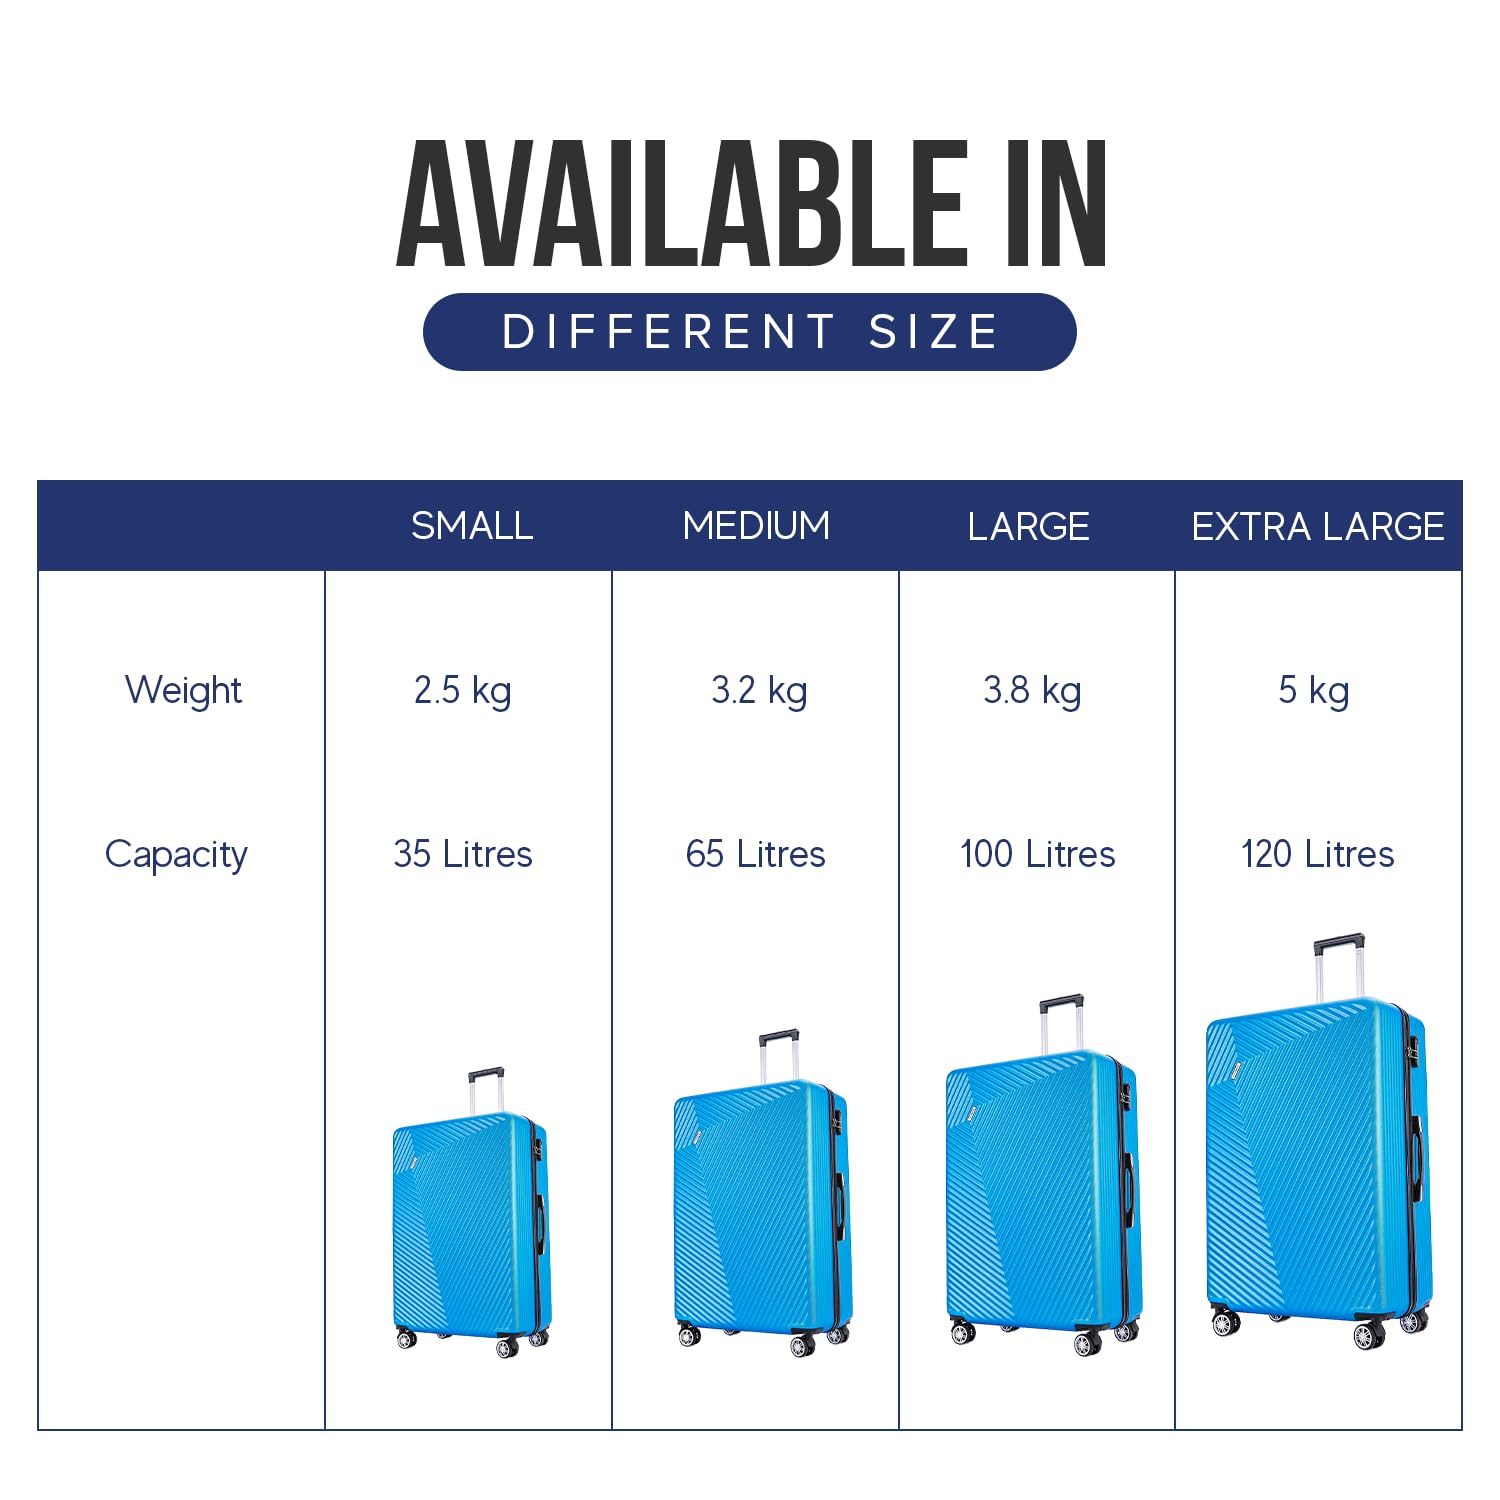 AVAILABLE IN
DIFFERENT SIZE
SMALL MEDIUM LARGE EXTRA LARGE
Weight 2.5 kg 3.2 kg 3.8 kg 5 kg
Capacity 35 Litres 65 Litres 100 Litres 120 Litres